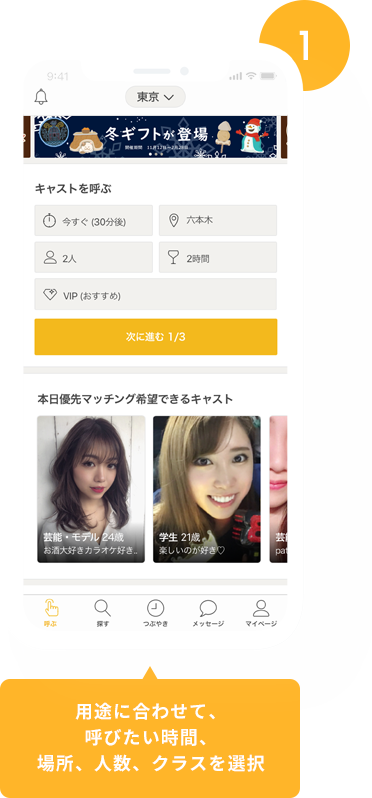 1
9:41
東京
冬ギフトが登場
開催期間 11月12日〜2月28日
キャストを呼ぶ
今すぐ (30分後)
六本木
2人
2時間
VIP (おすすめ)
次に進む 1/3
本日優先マッチング希望できるキャスト
芸能・モデル 24歳
お酒大好きカラオケ好き..
学生 21歳
楽しいのが好き♡
芸
pat
呼ぶ
探す
つぶやき
メッセージ
マイページ
用途に合わせて、
呼びたい時間、
場所、人数、クラスを選択